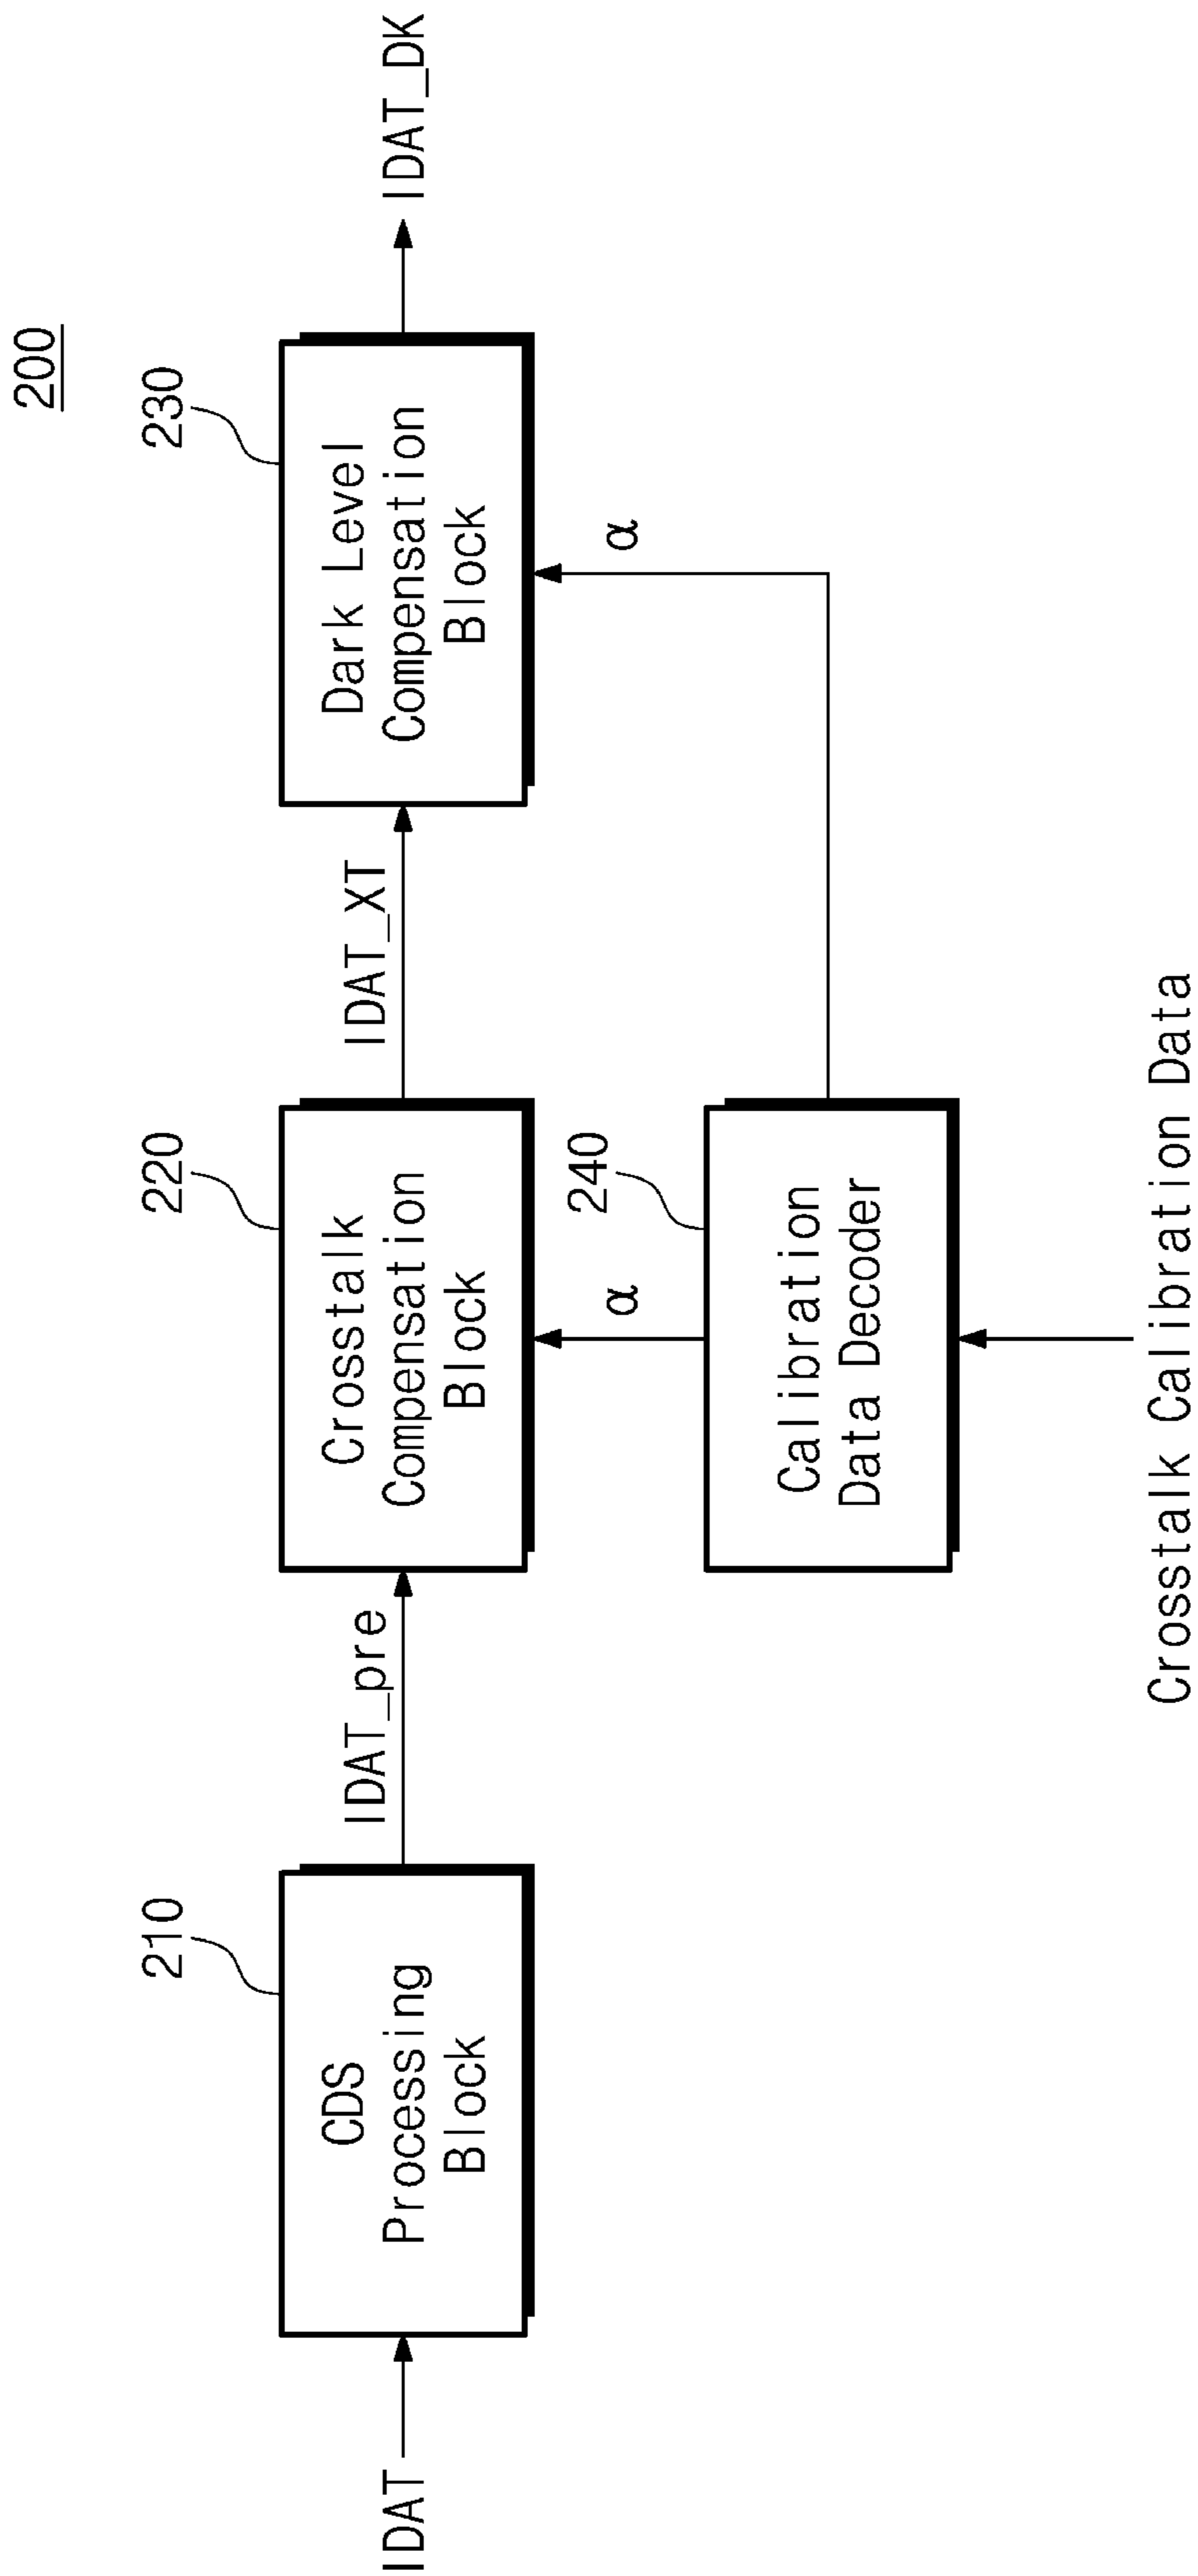 200
210
220
230
IDAT
CDS
Processing
Block
IDAT_pre
Crosstalk
Compensation
Block
IDAT_XT
Dark Level
Compensation
Block
IDAT_DK
α
α
240
Calibration
Data Decoder
Crosstalk Calibration Data